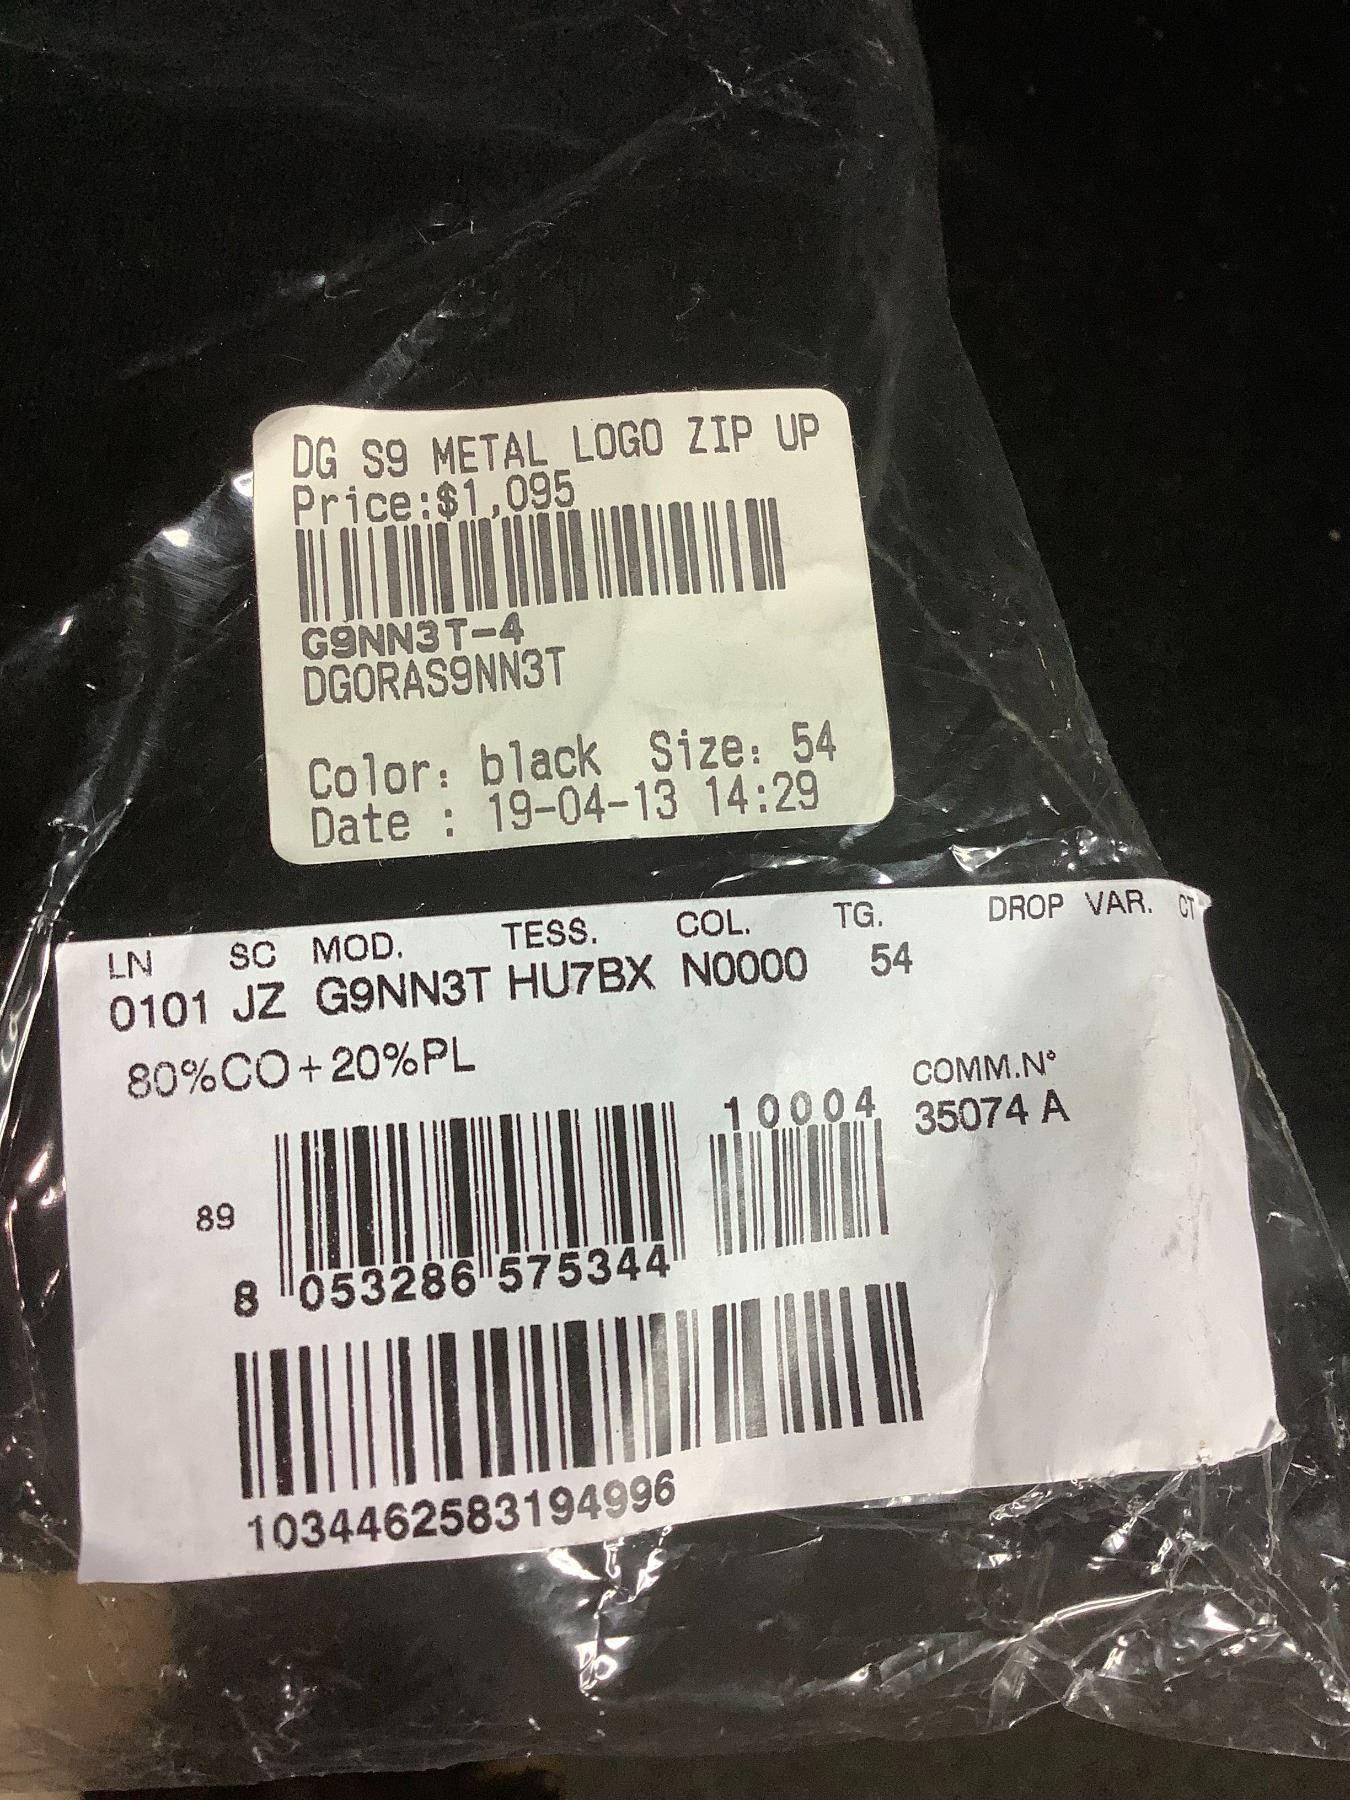 DG S9 METAL LOGO ZIP UP
Price:$1,095
G9NN3T-4
DGORAS9NN3T
Color: black Size: 54
Date : 19-04-13 14:29
LN SC MOD. TESS. COL. TG. DROP VAR. CT
0101 JZ G9NN3T HU7BX N0000 54
80%CO+20%PL
COMM.N°
10004 35074 A
89
8 053286 575344
1034462583194996